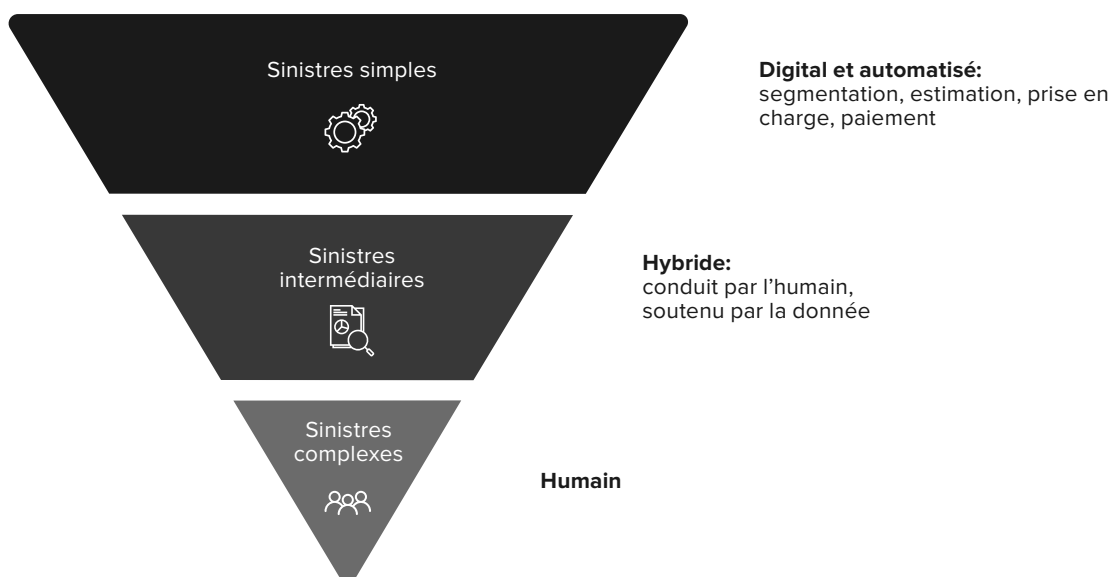 Sinistres simples
Digital et automatisé:
segmentation, estimation, prise en
charge, paiement
Sinistres
intermédiaires
Hybride:
conduit par l’humain,
soutenu par la donnée
Sinistres
complexes
Humain